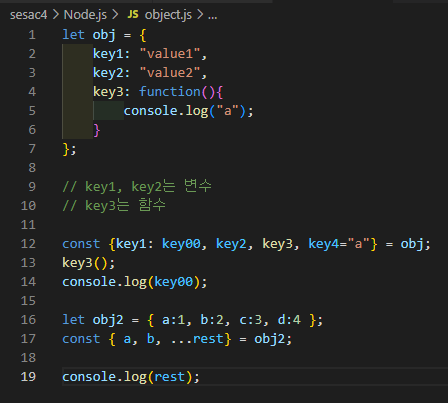 sesac4 > Node.js > JS object.js > ...
1 let obj = {
2     key1: "value1",
3     key2: "value2",
4     key3: function(){
5         console.log("a");
6     }
7 };
8
9 // key1, key2는 변수
10 // key3는 함수
11
12 const {key1: key00, key2, key3, key4="a"} = obj;
13 key3();
14 console.log(key00);
15
16 let obj2 = { a:1, b:2, c:3, d:4 };
17 const { a, b, ...rest} = obj2;
18
19 console.log(rest);